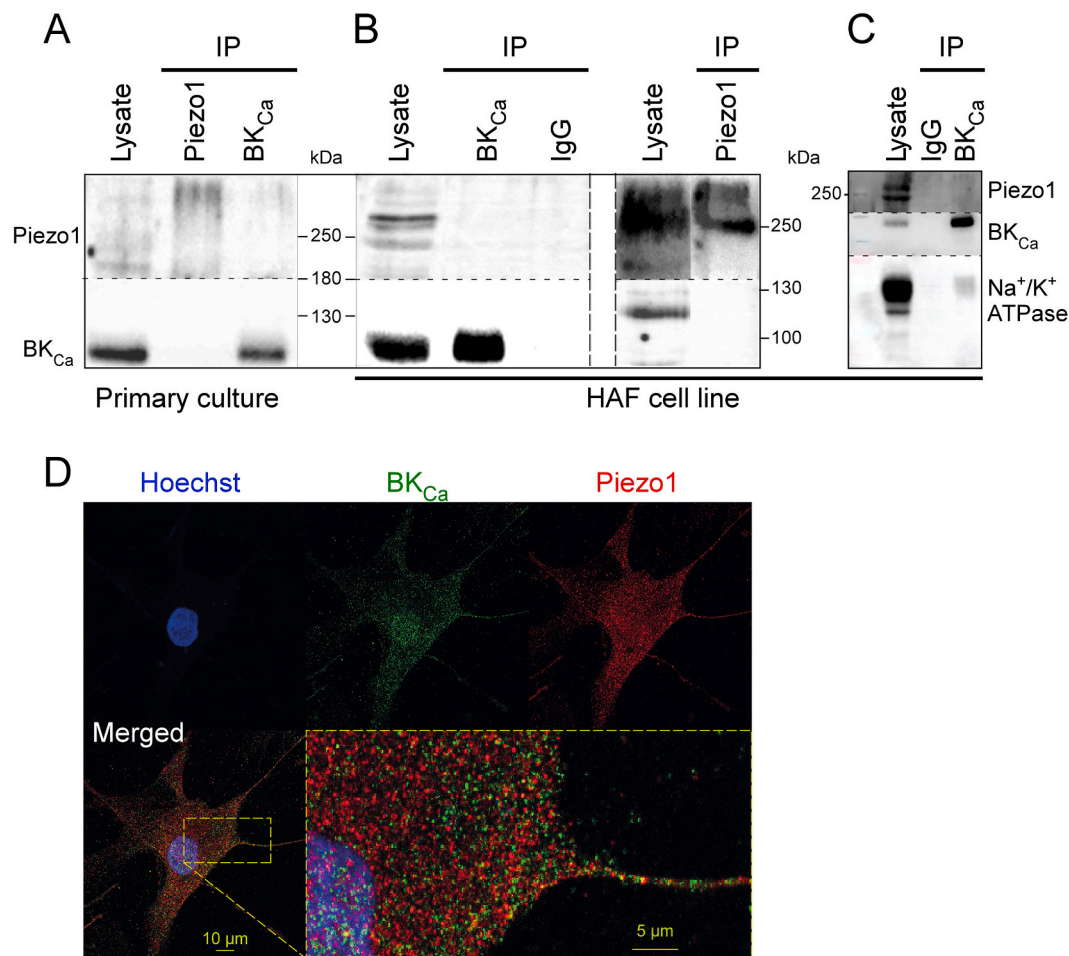 A
IP
Lysate
Piezo1
BKCa
kDa
Piezo1
250
180
130
BKCa
Primary culture
B
IP
IP
Lysate
BKCa
IgG
Lysate
Piezo1
kDa
250
130
100
HAF cell line
C
IP
Lysate
IgG
BKCa
250
Piezo1
BKCa
Na+/K+
ATPase
D
Hoechst
BKCa
Piezo1
Merged
10 µm
5 µm